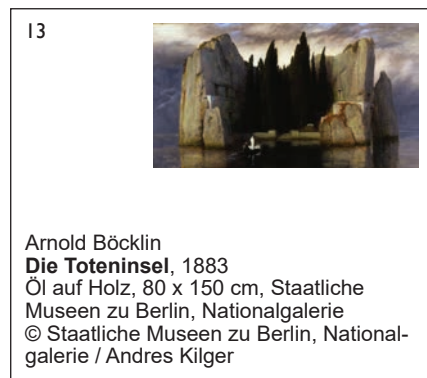 13
Arnold Böcklin
Die Toteninsel, 1883
Öl auf Holz, 80 x 150 cm, Staatliche
Museen zu Berlin, Nationalgalerie
© Staatliche Museen zu Berlin, National-
galerie / Andres Kilger